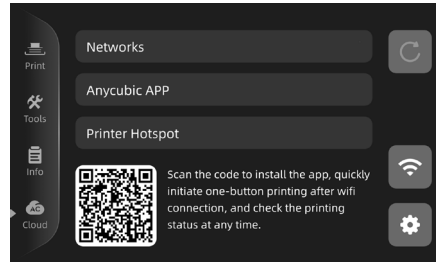 Print
Tools
Info
AC
Cloud
Networks
Anycubic APP
Printer Hotspot
Scan the code to install the app, quickly
initiate one-button printing after wifi
connection, and check the printing
status at any time.